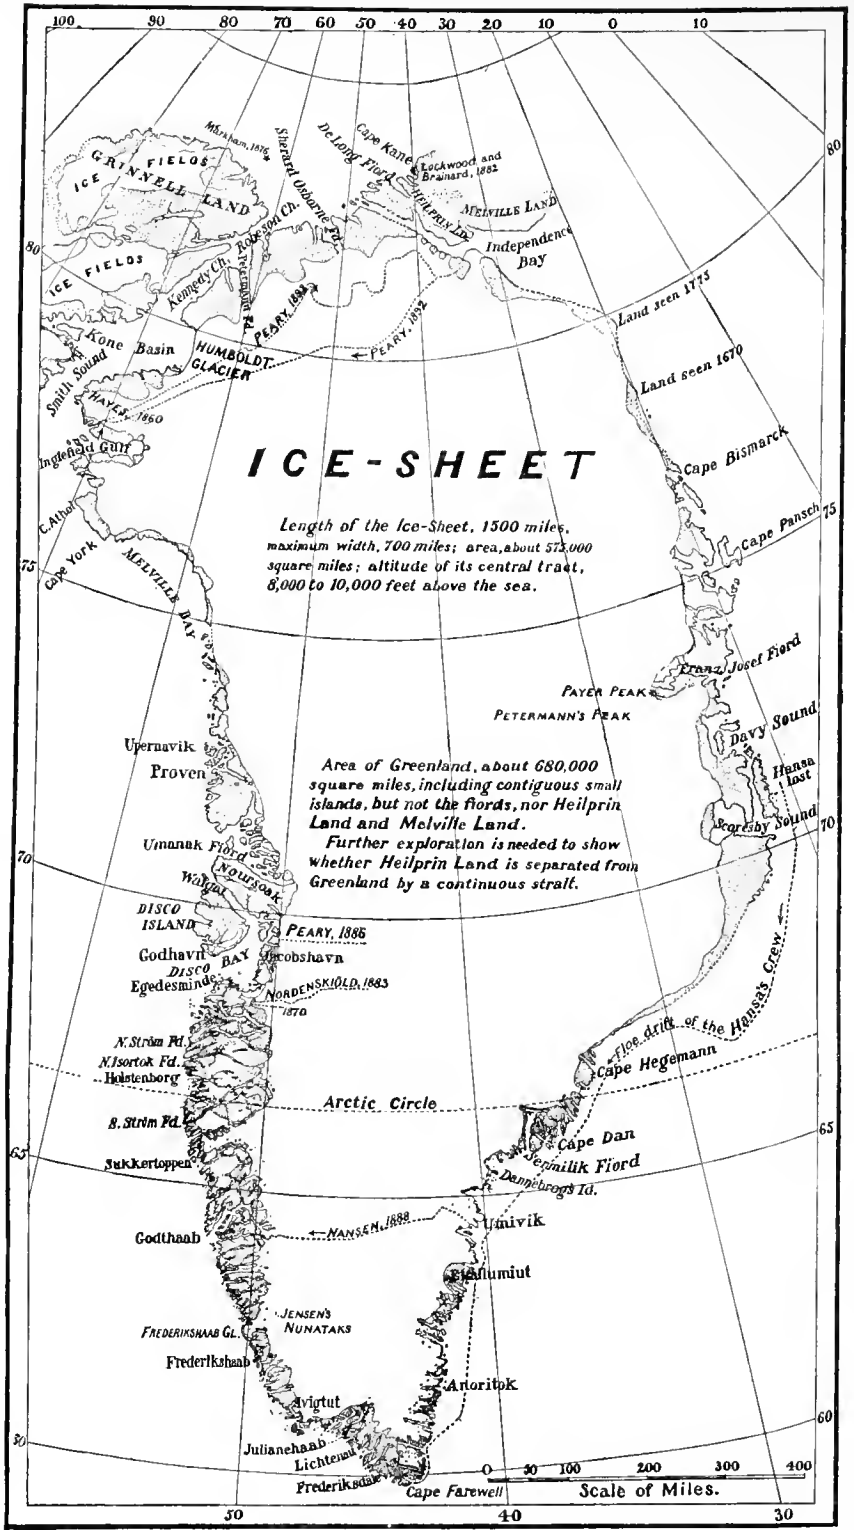 100 90 80 70 60 50 40 30 20 10 0 10
80
Markham, 1876
Cape Kane
De Long Fiord
Lockwood and
Brainard, 1882
Sherard Osborne Fd.
GRINNELL LAND
ICE FIELDS
HEILPRIN LD.
MELVILLE LAND
Independence
Bay
80
ICE FIELDS
Kennedy Ch.
Robeson Ch.
Petermann Fd.
PEARY, 1892
Land seen 1775
Kone Basin
HUMBOLDT
GLACIER
Smith Sound
Land seen 1670
HAYES, 1860
Inglefield Gulf
ICE-SHEET
Cape Bismarck
C. Athol
Cape York
75
MELVILLE BAY
Length of the Ice-Sheet, 1500 miles,
maximum width, 700 miles; area, about 575,000
square miles; altitude of its central tract,
8,000 to 10,000 feet above the sea.
Cape Pansch
75
Franz Josef Fiord
PAYER PEAK
PETERMANN'S PEAK
Davy Sound
Hansa
lost
Scoresby Sound
70
Upernavik
Proven
Area of Greenland, about 680,000
square miles, including contiguous small
islands, but not the fiords, nor Heilprin
Land and Melville Land.
Further exploration is needed to show
whether Heilprin Land is separated from
Greenland by a continuous strait.
Umanak Fiord
70
Noursoak
Waigat
DISCO
ISLAND
PEARY, 1886
Godhavn
DISCO BAY
Jacobshavn
Egedesminde
NORDENSKIÖLD, 1883
1870
Floe drift of the Hansa's Crew
N. Ström Fd.
N. Isortok Fd.
Holstenborg
Cape Hegemann
Arctic Circle
S. Ström Fd.
Cape Dan
65
65
Sukkertoppen
Sermilik Fiord
Dannebrog's Id.
Godthaab
NANSEN, 1888
Umivik
JENSEN'S
NUNATAKS
FREDERIKSHAAB GL.
Frederikshaab
Anoritok
Ivigtut
60
60
Julianehaab
Lichtenau
Frederiksdale
Cape Farewell
0 50 100 200 300 400
Scale of Miles.
50 40 30